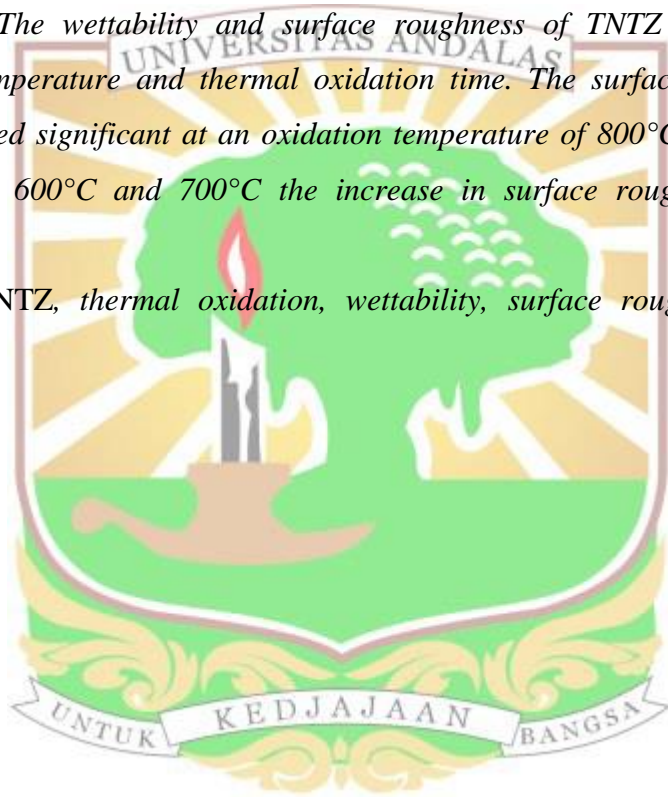 The wettability and surface roughness of TNTZ
UNIVERSITAS ANDALAS
mperature and thermal oxidation time. The surfac
ed significant at an oxidation temperature of 800°C
600°C and 700°C the increase in surface roug
NTZ, thermal oxidation, wettability, surface roug
UNTUK KEDJAJAAN BANGSA